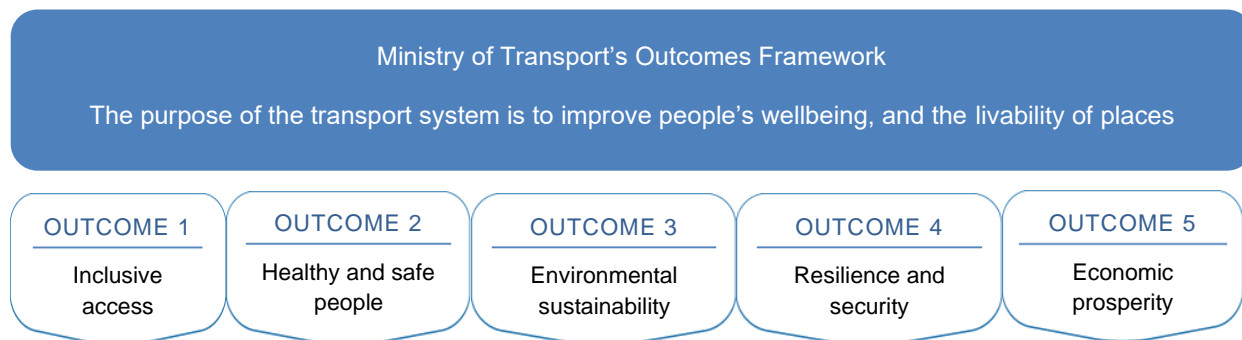 Ministry of Transport’s Outcomes Framework
The purpose of the transport system is to improve people’s wellbeing, and the livability of places
OUTCOME 1
Inclusive
access
OUTCOME 2
Healthy and safe
people
OUTCOME 3
Environmental
sustainability
OUTCOME 4
Resilience and
security
OUTCOME 5
Economic
prosperity